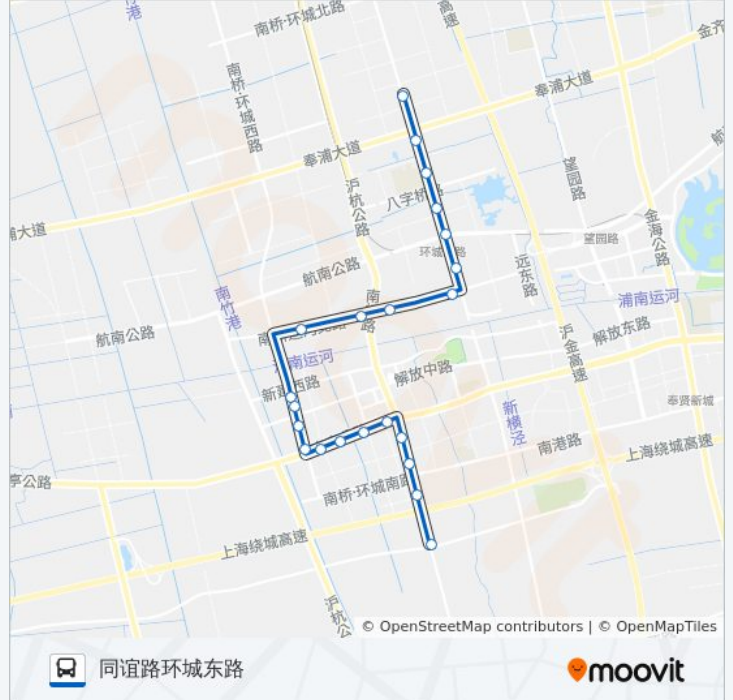 南桥·环城北路
高速
金齐
南桥·环城西路
奉浦大道
奉浦大道
沪杭公路
八字桥路
望园路
金海公路
浦大道
环城 路
望园路
远东路
航南公路
南竹港
浦南运河
航南公路
沪金高速
解放东路
南运河
新建西路
解放中路
奉贤新城
新横泾
南港路
上海绕城高速
亭公路
南桥·环城南路
上海绕城高速
沪杭公
© OpenStreetMap contributors | © OpenMapTiles
同谊路环城东路
moovit